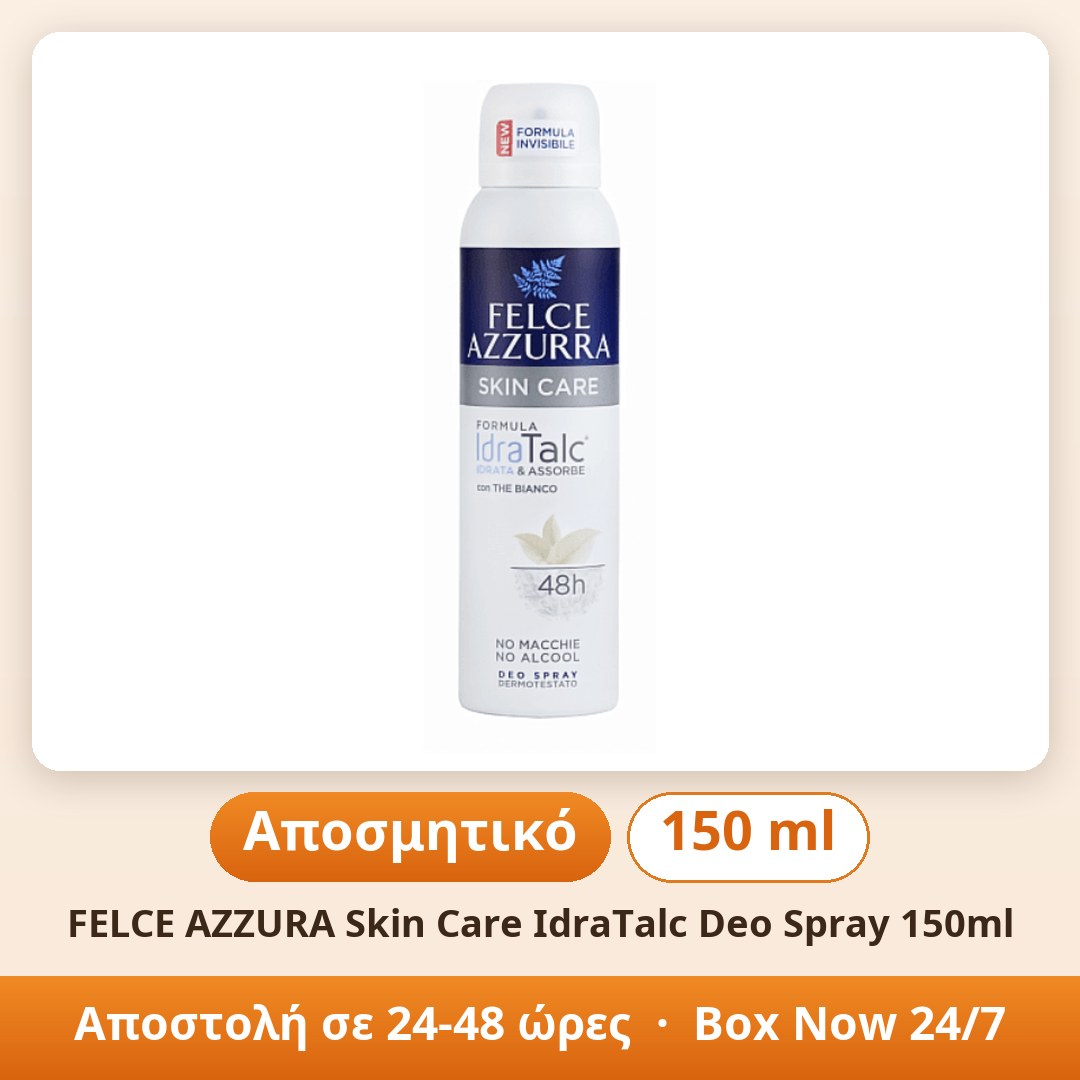 NEW
FORMULA
INVISIBILE
FELCE
AZZURRA
SKIN CARE
FORMULA
IdraTalc®
IDRATA & ASSORBE
con THE BIANCO
48h
NO MACCHIE
NO ALCOOL
DEO SPRAY
DERMOTESTATO
Αποσμητικό
150 ml
FELCE AZZURA Skin Care IdraTalc Deo Spray 150ml
Αποστολή σε 24-48 ώρες · Box Now 24/7